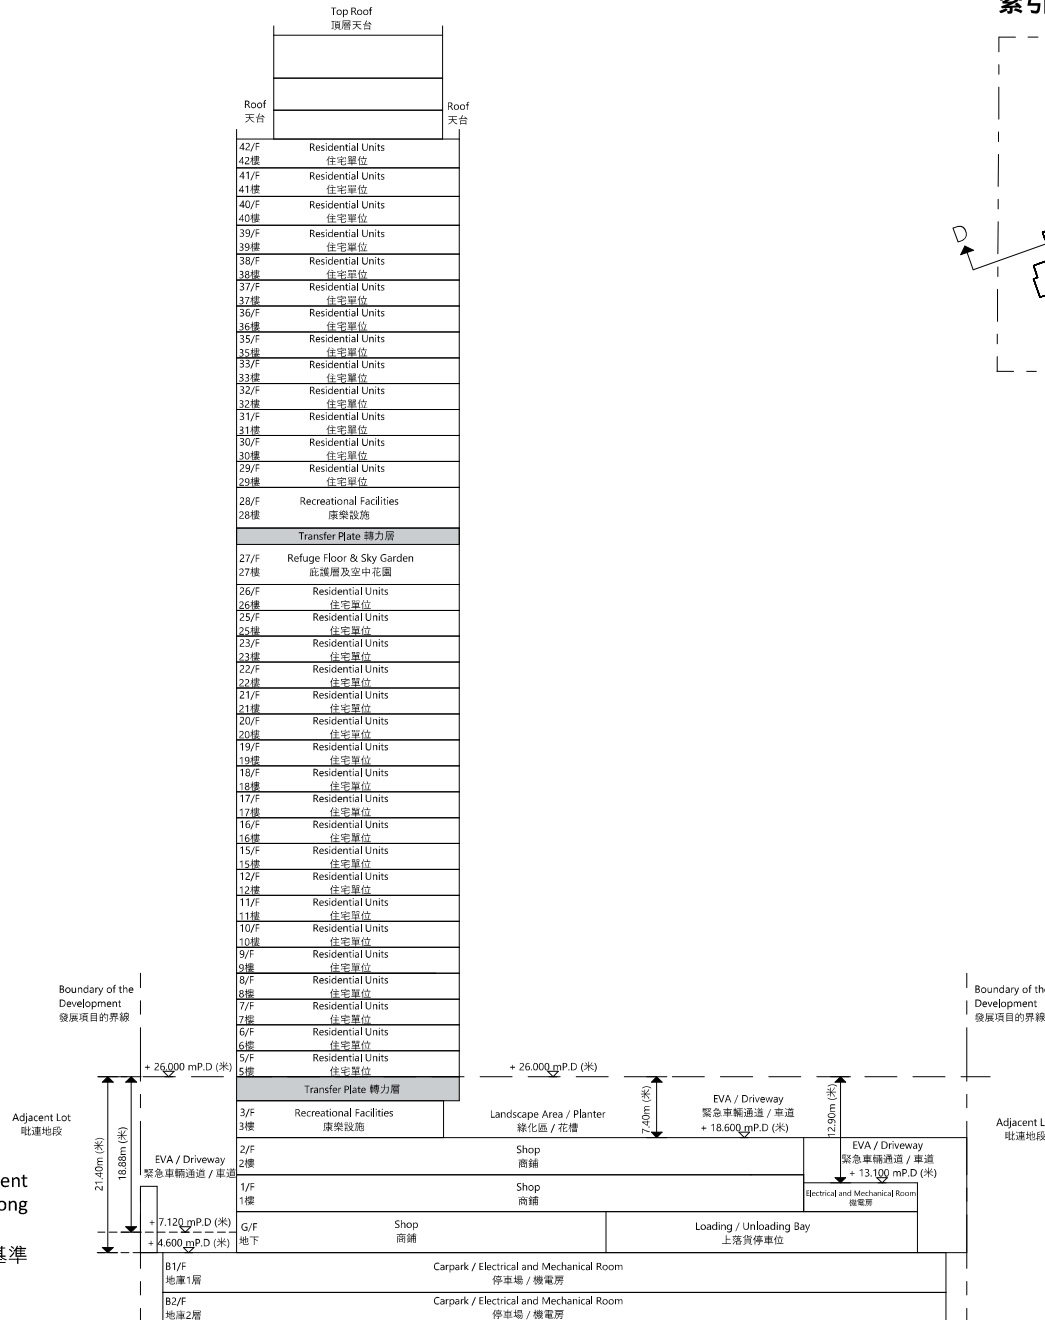 Top Roof
頂層天台
索引
Roof
天台
Roof
天台
42/F Residential Units
42樓 住宅單位
41/F Residential Units
41樓 住宅單位
40/F Residential Units
40樓 住宅單位
39/F Residential Units
39樓 住宅單位
38/F Residential Units
38樓 住宅單位
37/F Residential Units
37樓 住宅單位
36/F Residential Units
36樓 住宅單位
35/F Residential Units
35樓 住宅單位
33/F Residential Units
33樓 住宅單位
32/F Residential Units
32樓 住宅單位
31/F Residential Units
31樓 住宅單位
30/F Residential Units
30樓 住宅單位
29/F Residential Units
29樓 住宅單位
28/F Recreational Facilities
28樓 康樂設施
Transfer Plate 轉力層
27/F Refuge Floor & Sky Garden
27樓 庇護層及空中花園
26/F Residential Units
26樓 住宅單位
25/F Residential Units
25樓 住宅單位
23/F Residential Units
23樓 住宅單位
22/F Residential Units
22樓 住宅單位
21/F Residential Units
21樓 住宅單位
20/F Residential Units
20樓 住宅單位
19/F Residential Units
19樓 住宅單位
18/F Residential Units
18樓 住宅單位
17/F Residential Units
17樓 住宅單位
16/F Residential Units
16樓 住宅單位
15/F Residential Units
15樓 住宅單位
12/F Residential Units
12樓 住宅單位
11/F Residential Units
11樓 住宅單位
10/F Residential Units
10樓 住宅單位
9/F Residential Units
9樓 住宅單位
8/F Residential Units
8樓 住宅單位
7/F Residential Units
7樓 住宅單位
6/F Residential Units
6樓 住宅單位
5/F Residential Units
5樓 住宅單位
Transfer Plate 轉力層
3/F Recreational Facilities
3樓 康樂設施
2/F Shop
2樓 商鋪
1/F Shop
1樓 商鋪
G/F Shop
地下 商鋪
Loading / Unloading Bay
上落貨停車位
B1/F Carpark / Electrical and Mechanical Room
地庫1層 停車場 / 機電房
B2/F Carpark / Electrical and Mechanical Room
地庫2層 停車場 / 機電房
D
Boundary of the
Development
發展項目的界線
Boundary of the
Development
發展項目的界線
+ 26.000 mP.D (米)
+ 26.000 mP.D (米)
Adjacent Lot
毗連地段
21.40m (米)
18.88m (米)
EVA / Driveway
緊急車輛通道 / 車道
+ 7.120 mP.D (米)
+ 4.600 mP.D (米)
Landscape Area / Planter
綠化區 / 花槽
7.40m (米)
EVA / Driveway
緊急車輛通道 / 車道
+ 18.600 mP.D (米)
12.90m (米)
EVA / Driveway
緊急車輛通道 / 車道
+ 13.100 mP.D (米)
Electrical and Mechanical Room
機電房
Adjacent L
毗連地段
ent
ong
基準